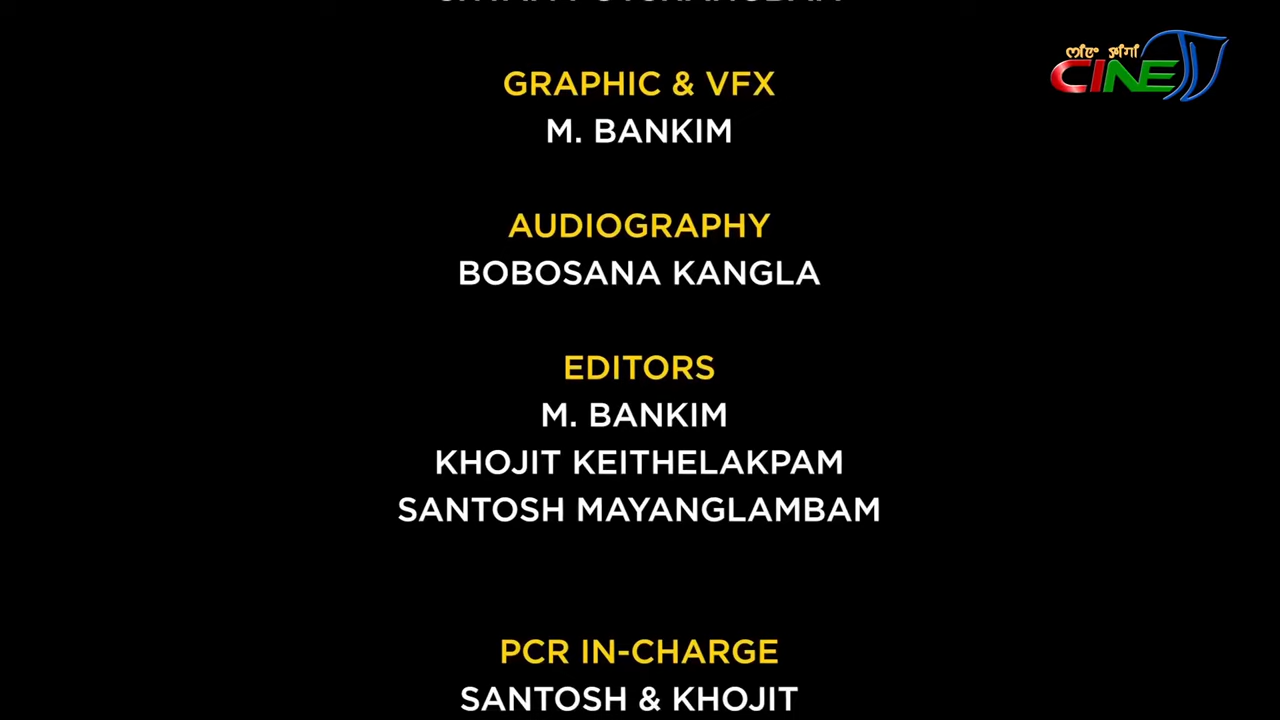 GRAPHIC & VFX
M. BANKIM
AUDIOGRAPHY
BOBOSANA KANGLA
EDITORS
M. BANKIM
KHOJIT KEITHELAKPAM
SANTOSH MAYANGLAMBAM
PCR IN-CHARGE
SANTOSH & KHOJIT
CINE